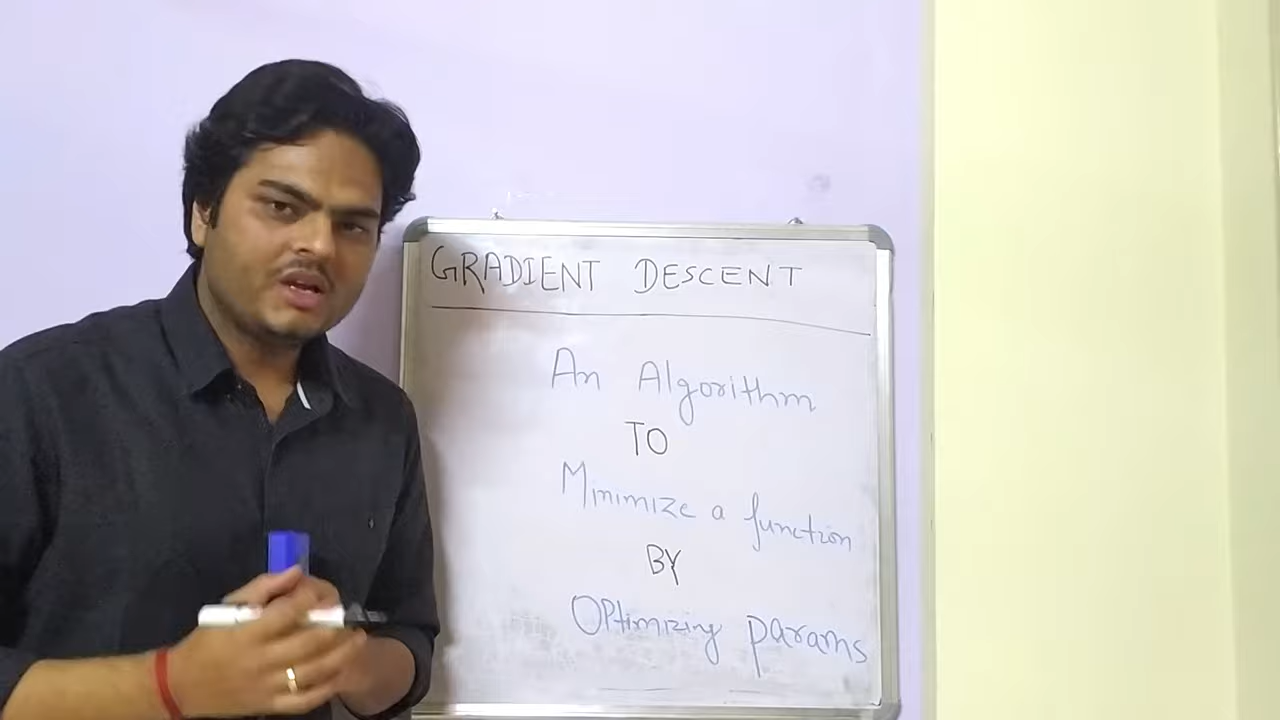 GRADIENT DESCENT
An Algorithm
TO
Minimize a function
BY
Optimizing params